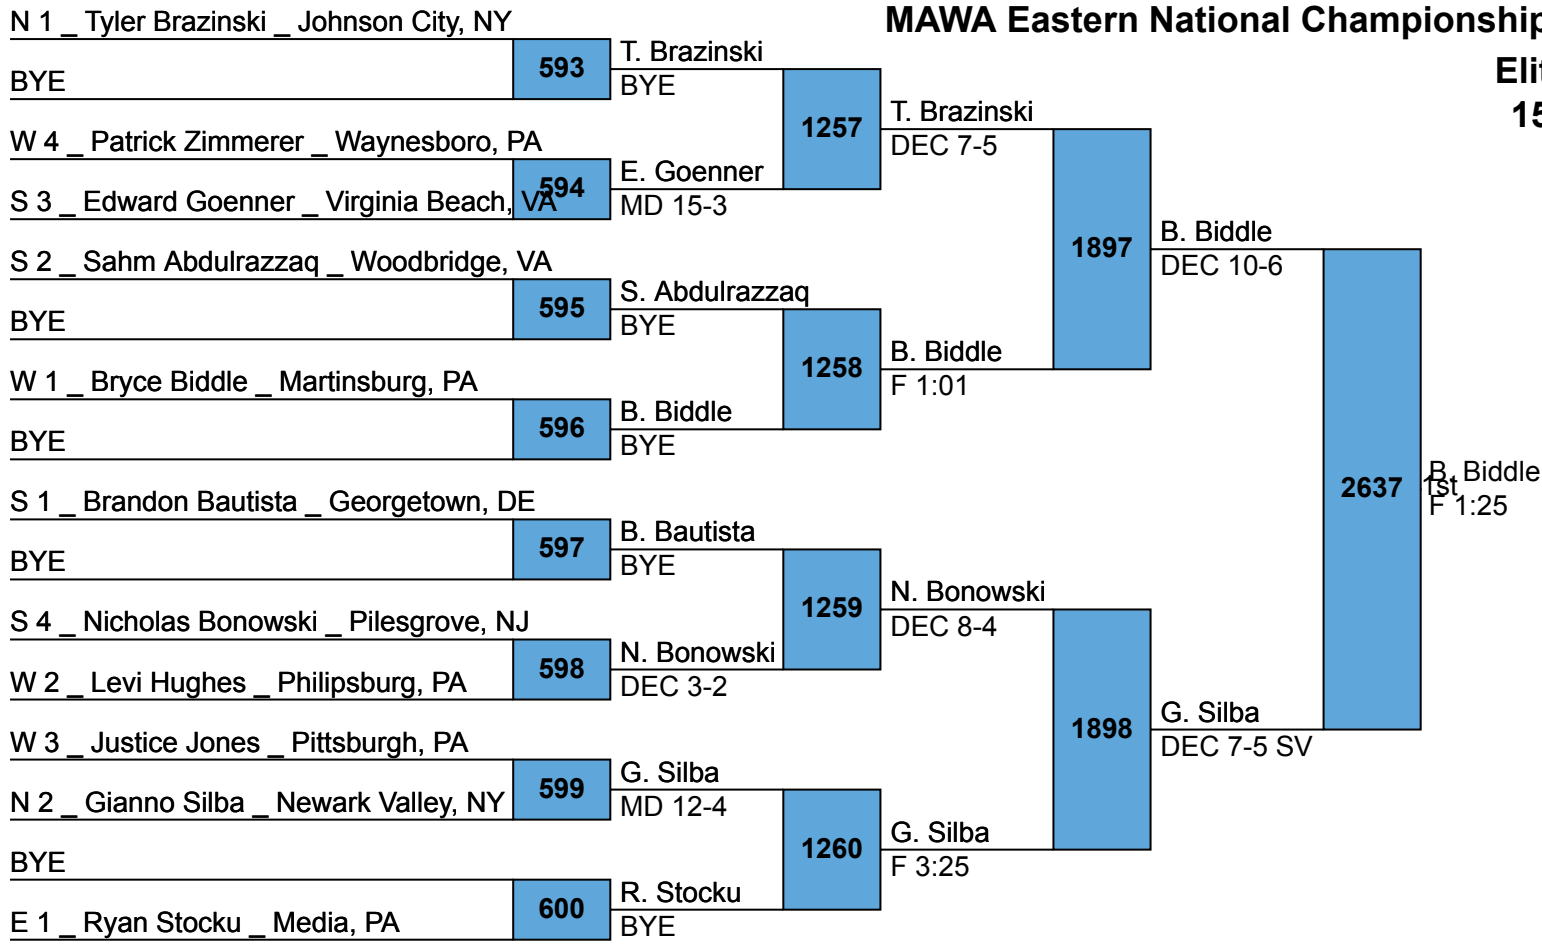 MAWA Eastern National Championship
Elit
15
N 1 _ Tyler Brazinski _ Johnson City, NY
BYE
W 4 _ Patrick Zimmerer _ Waynesboro, PA
S 3 _ Edward Goenner _ Virginia Beach, VA
S 2 _ Sahm Abdulrazzaq _ Woodbridge, VA
BYE
W 1 _ Bryce Biddle _ Martinsburg, PA
BYE
S 1 _ Brandon Bautista _ Georgetown, DE
BYE
S 4 _ Nicholas Bonowski _ Pilesgrove, NJ
W 2 _ Levi Hughes _ Philipsburg, PA
W 3 _ Justice Jones _ Pittsburgh, PA
N 2 _ Gianno Silba _ Newark Valley, NY
BYE
E 1 _ Ryan Stocku _ Media, PA
593
594
595
596
597
598
599
600
T. Brazinski
BYE
E. Goenner
MD 15-3
S. Abdulrazzaq
BYE
B. Biddle
BYE
B. Bautista
BYE
N. Bonowski
DEC 3-2
G. Silba
MD 12-4
R. Stocku
BYE
1257
1258
1259
1260
T. Brazinski
DEC 7-5
B. Biddle
F 1:01
N. Bonowski
DEC 8-4
G. Silba
F 3:25
1897
1898
B. Biddle
DEC 10-6
G. Silba
DEC 7-5 SV
2637
B. Biddle
1st
F 1:25